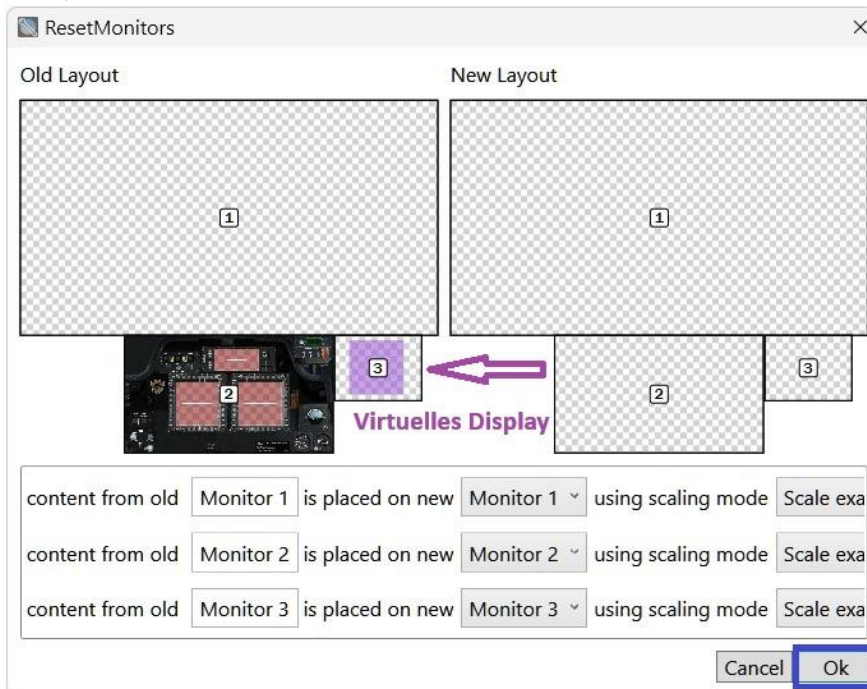 ResetMonitors
Old Layout
New Layout
1
1
2
3
2
3
Virtuelles Display
content from old Monitor 1 is placed on new Monitor 1 using scaling mode Scale exa
content from old Monitor 2 is placed on new Monitor 2 using scaling mode Scale exa
content from old Monitor 3 is placed on new Monitor 3 using scaling mode Scale exa
Cancel
Ok